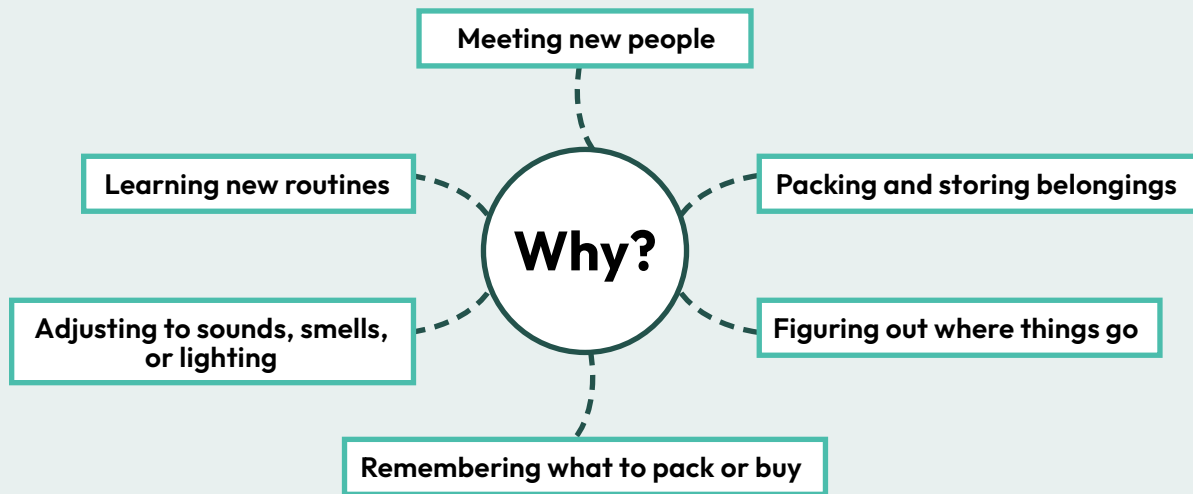 Meeting new people
Learning new routines
Packing and storing belongings
Why?
Adjusting to sounds, smells,
or lighting
Figuring out where things go
Remembering what to pack or buy